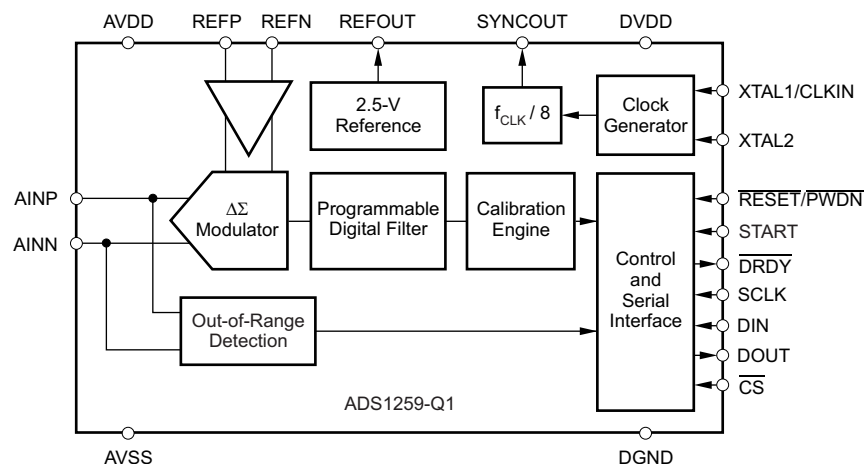 AVDD REFP REFN REFOUT SYNCOUT DVDD
2.5-V
Reference
f_CLK / 8
Clock
Generator
XTAL1/CLKIN
XTAL2
AINP
AINN
ΔΣ
Modulator
Programmable
Digital Filter
Calibration
Engine
Control
and
Serial
Interface
RESET/PWDN
START
DRDY
SCLK
DIN
DOUT
CS
Out-of-Range
Detection
ADS1259-Q1
AVSS DGND